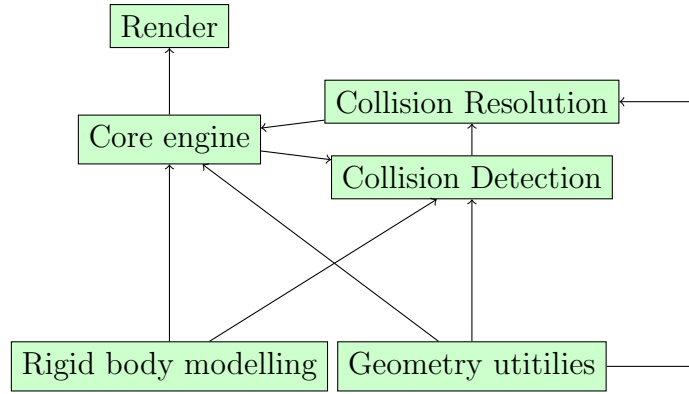 Render
Collision Resolution
Core engine
Collision Detection
Rigid body modelling
Geometry utitilies